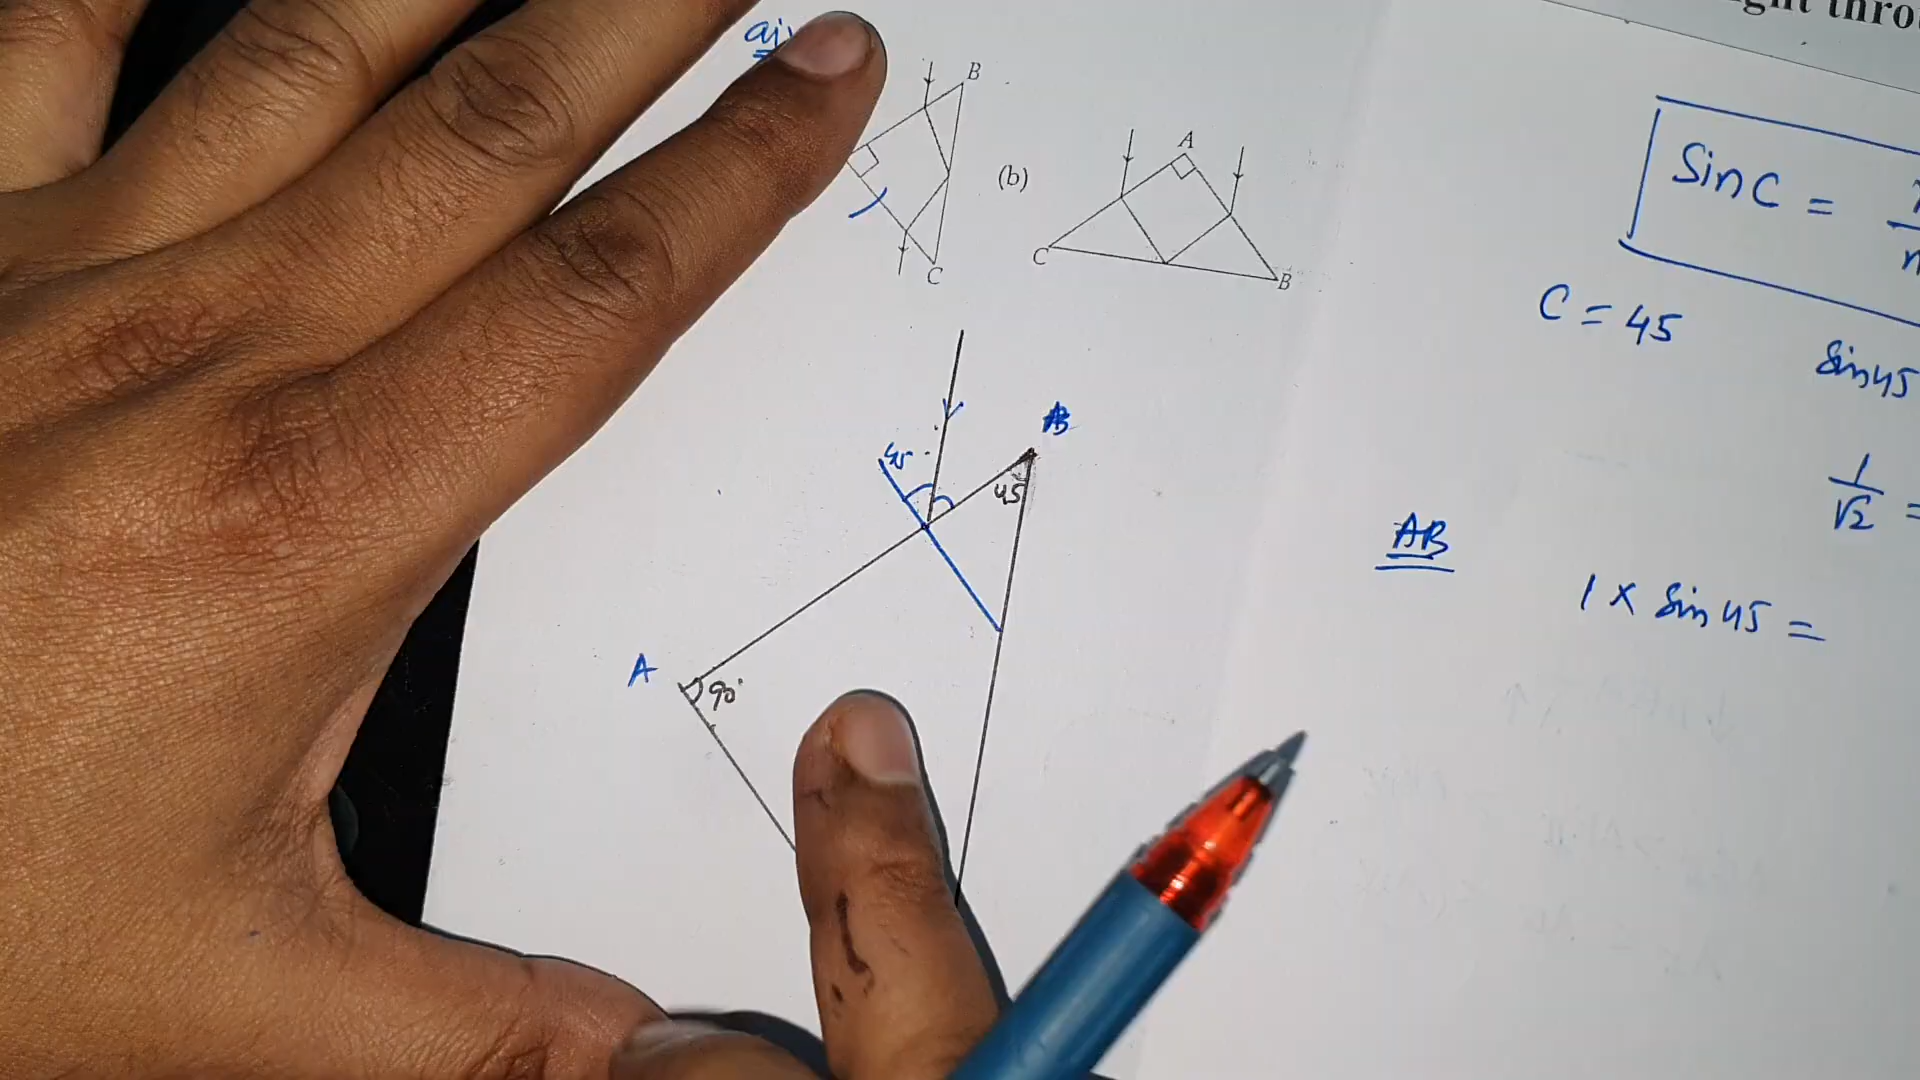 B
(b)
A
C
C
B
Sin C =
C = 45
sin 45
B
45
45
1/√2 =
AB
1 × Sin 45 =
A
90°